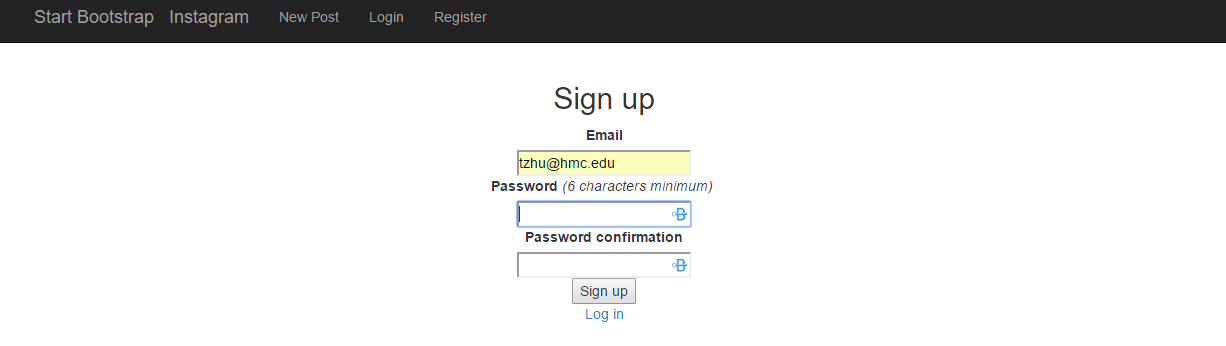 Start Bootstrap Instagram New Post Login Register
Sign up
Email
tzhu@hmc.edu
Password (6 characters minimum)
Password confirmation
Sign up
Log in